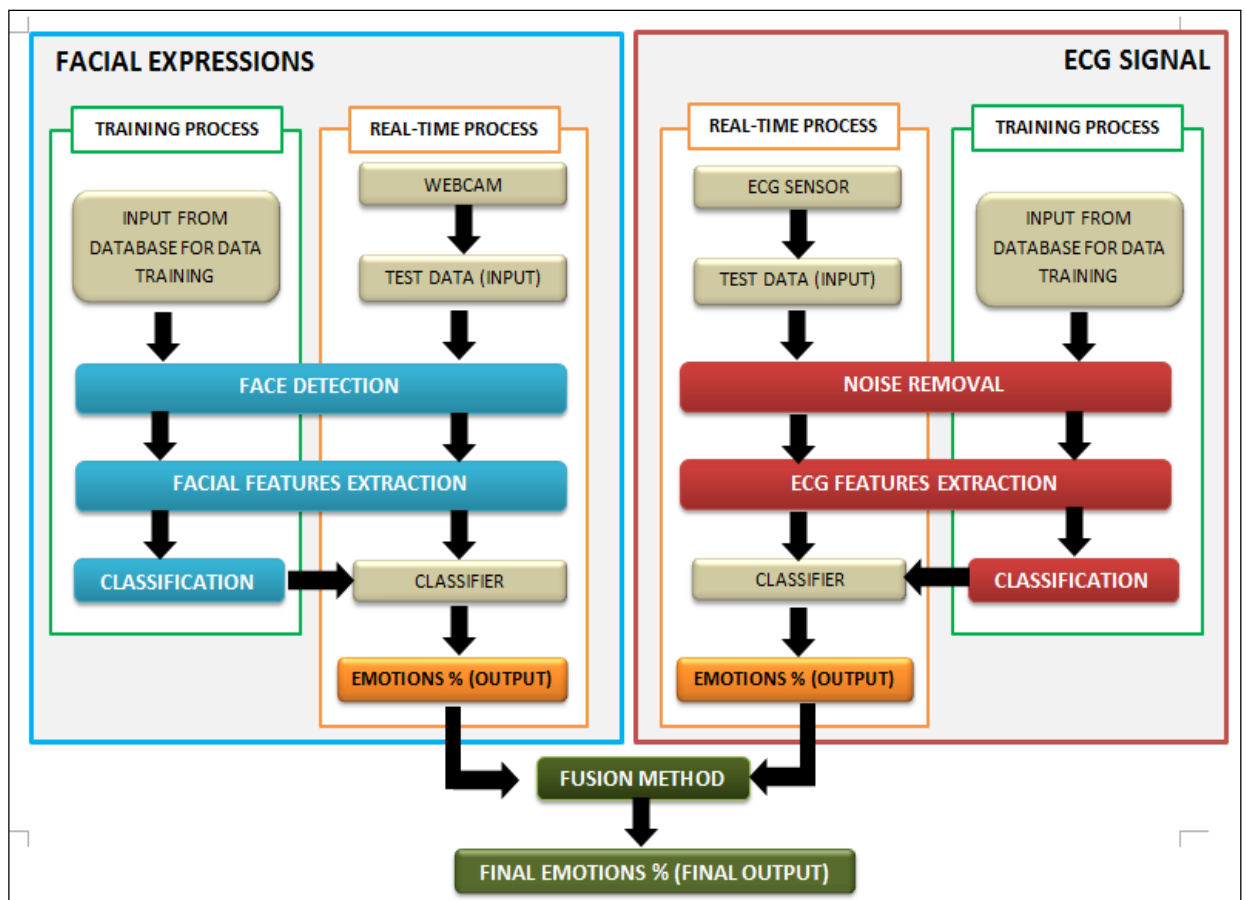 FACIAL EXPRESSIONS
TRAINING PROCESS
REAL-TIME PROCESS
INPUT FROM
DATABASE FOR DATA
TRAINING
WEBCAM
TEST DATA (INPUT)
FACE DETECTION
FACIAL FEATURES EXTRACTION
CLASSIFICATION
CLASSIFIER
EMOTIONS % (OUTPUT)
ECG SIGNAL
REAL-TIME PROCESS
TRAINING PROCESS
ECG SENSOR
TEST DATA (INPUT)
INPUT FROM
DATABASE FOR DATA
TRAINING
NOISE REMOVAL
ECG FEATURES EXTRACTION
CLASSIFIER
CLASSIFICATION
EMOTIONS % (OUTPUT)
FUSION METHOD
FINAL EMOTIONS % (FINAL OUTPUT)